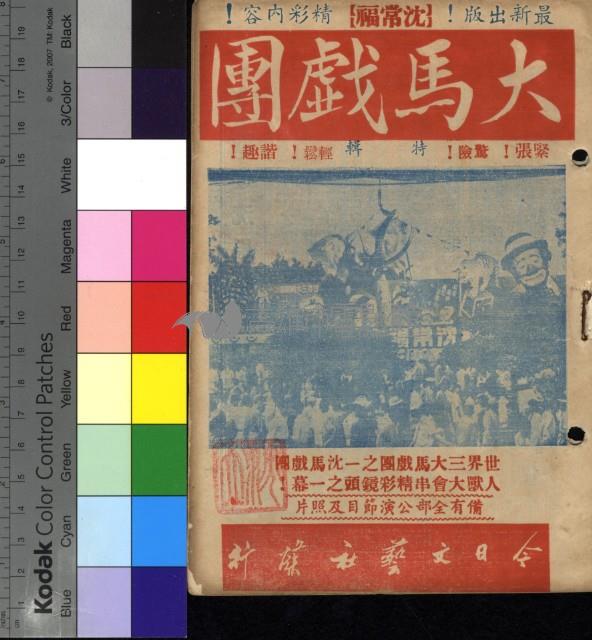 最新出版！【沈常福】精彩內容！
大馬戲團
緊張！驚險！特輯 輕鬆！諧趣！
世界三大馬戲團之一沈馬戲團
人獸大會串精彩鏡頭之一幕！
備有全部公演節目及照片
今日文藝社
Kodak Color Control Patches
© Kodak, 2007 TM: Kodak
Blue
Cyan
Green
Yellow
Red
Magenta
White
3/Color
Black
inches
cm